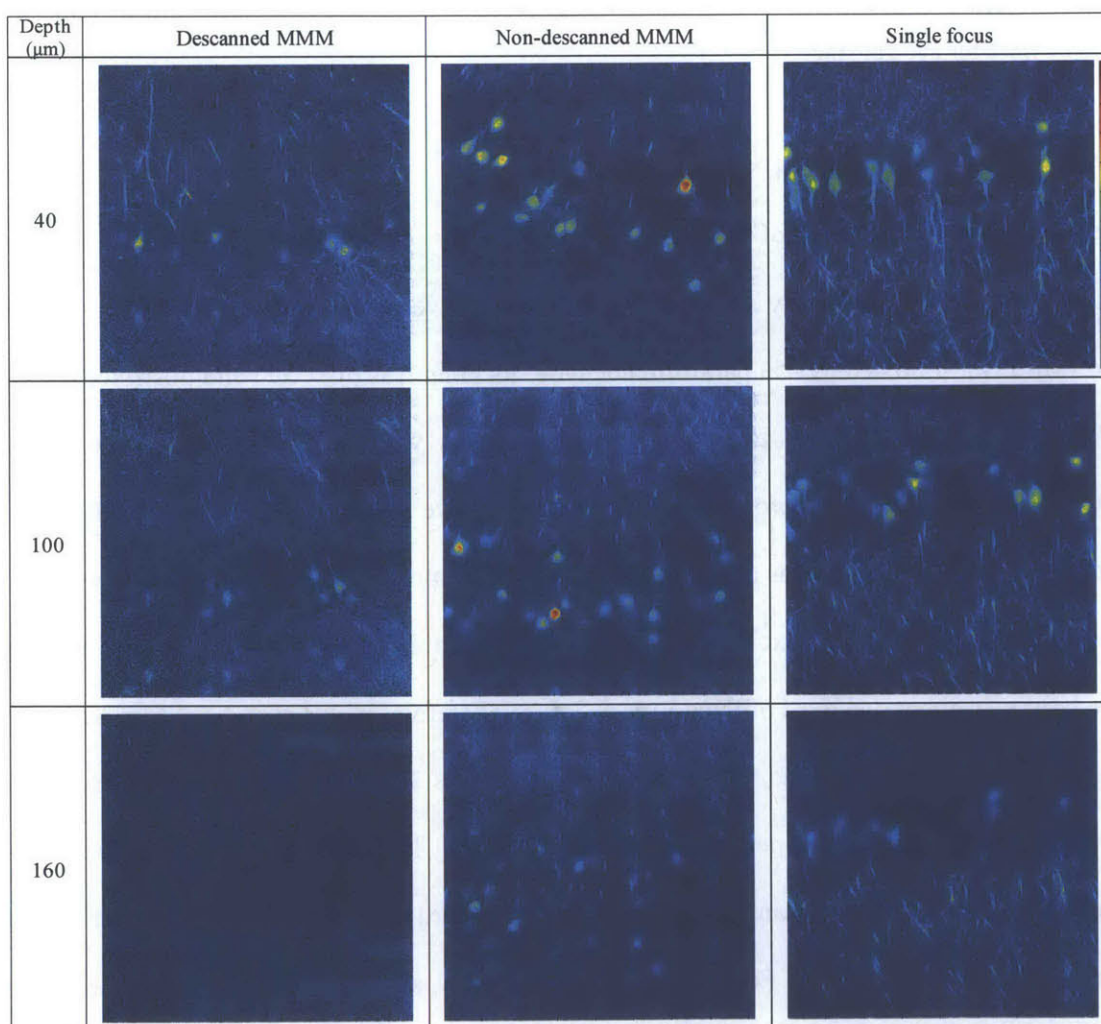 Depth
(μm)
Descanned MMM
Non-descanned MMM
Single focus
40
100
160